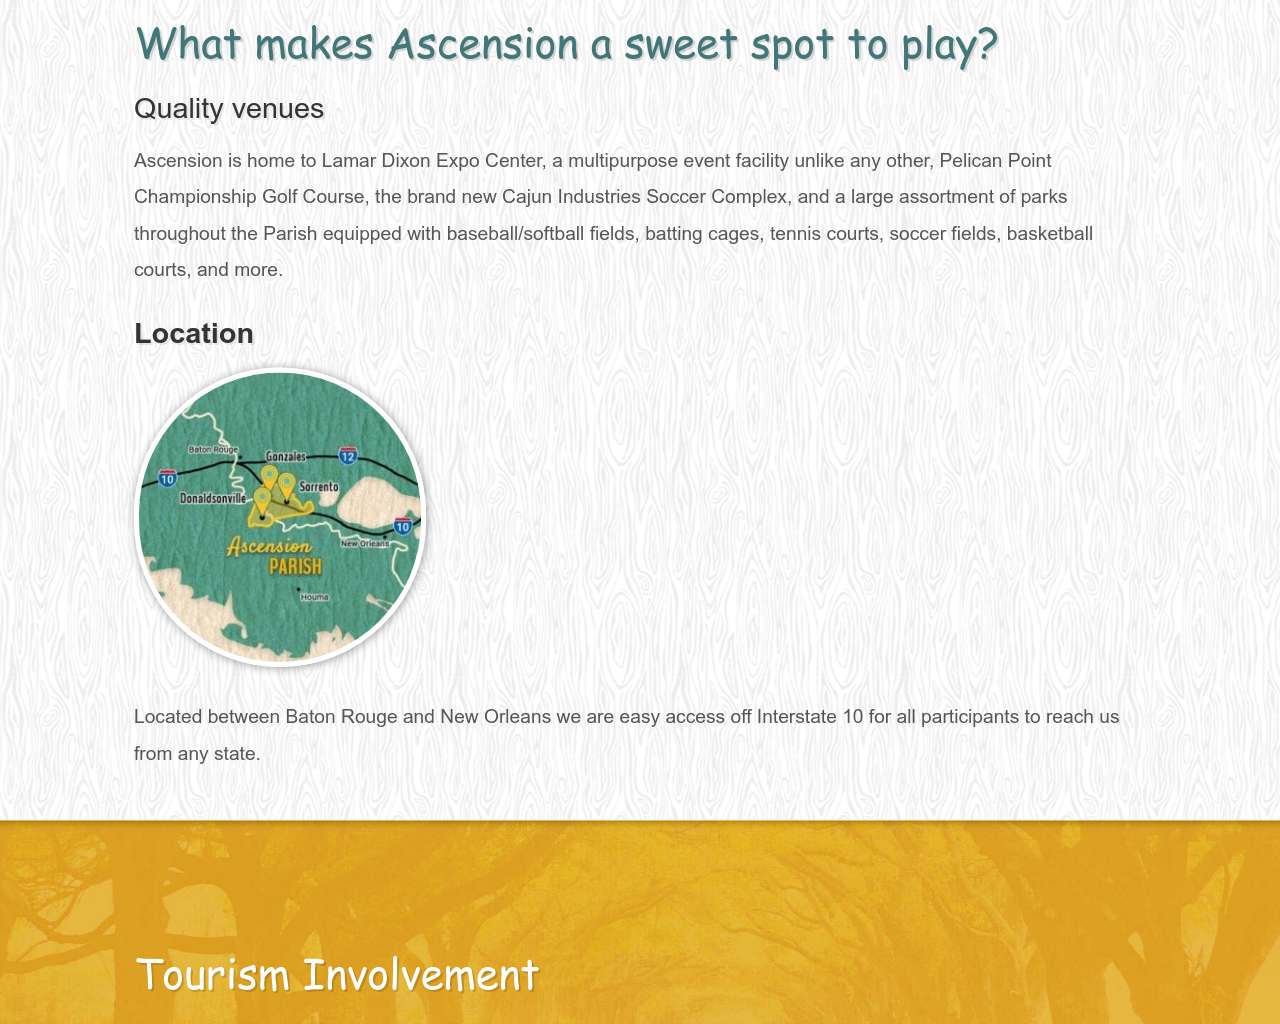 What makes Ascension a sweet spot to play?
Quality venues
Ascension is home to Lamar Dixon Expo Center, a multipurpose event facility unlike any other, Pelican Point
Championship Golf Course, the brand new Cajun Industries Soccer Complex, and a large assortment of parks
throughout the Parish equipped with baseball/softball fields, batting cages, tennis courts, soccer fields, basketball
courts, and more.
Location
Baton Rouge
Gonzales
12
10
Sorrento
Donaldsonville
10
New Orleans
Ascension
PARISH
Houma
Located between Baton Rouge and New Orleans we are easy access off Interstate 10 for all participants to reach us
from any state.
Tourism Involvement